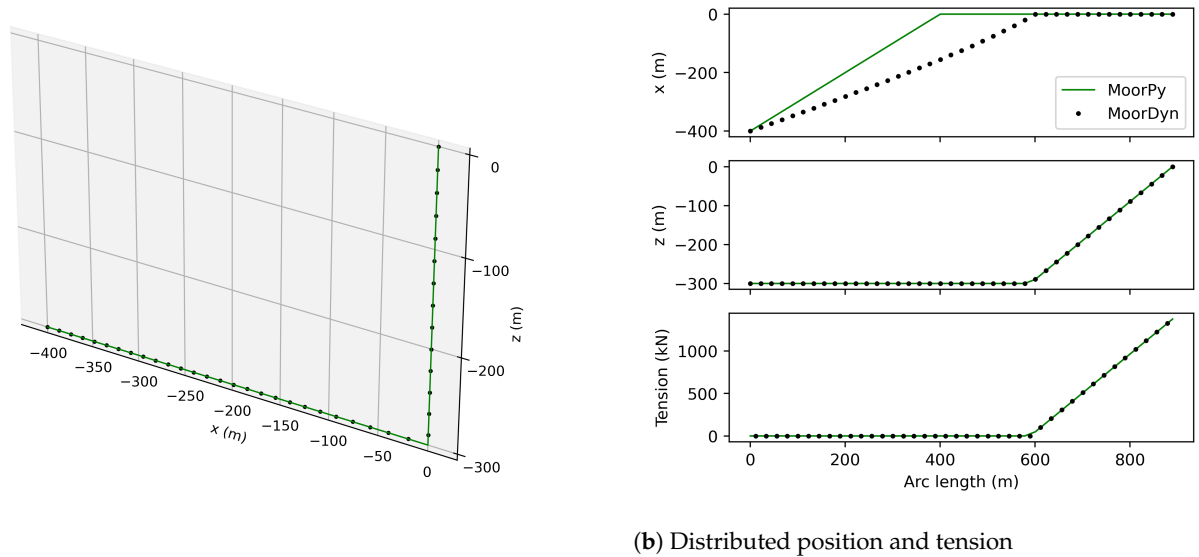 0
−100
−200
−300
z (m)
−400
−350
−300
−250
−200
−150
−100
−50
0
x (m)
0
−200
−400
x (m)
MoorPy
MoorDyn
0
−100
−200
−300
z (m)
1000
500
0
Tension (kN)
0 200 400 600 800
Arc length (m)
(b) Distributed position and tension